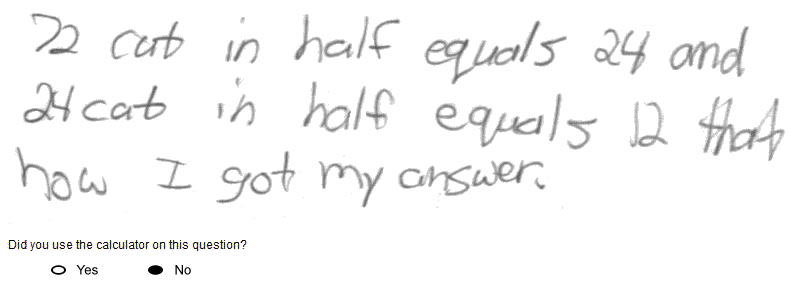 72 cut in half equals 24 and
24 cut in half equals 12 that
how I got my answer.
Did you use the calculator on this question?
Yes No